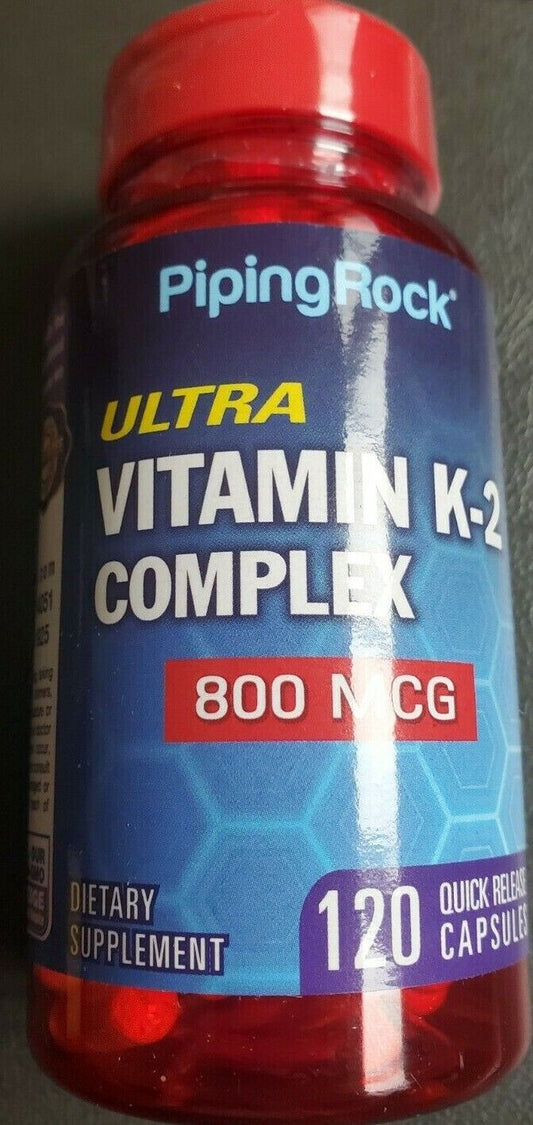 PipingRock®
ULTRA
VITAMIN K-2
COMPLEX
800 MCG
DIETARY
SUPPLEMENT
120
QUICK RELEASE
CAPSULES